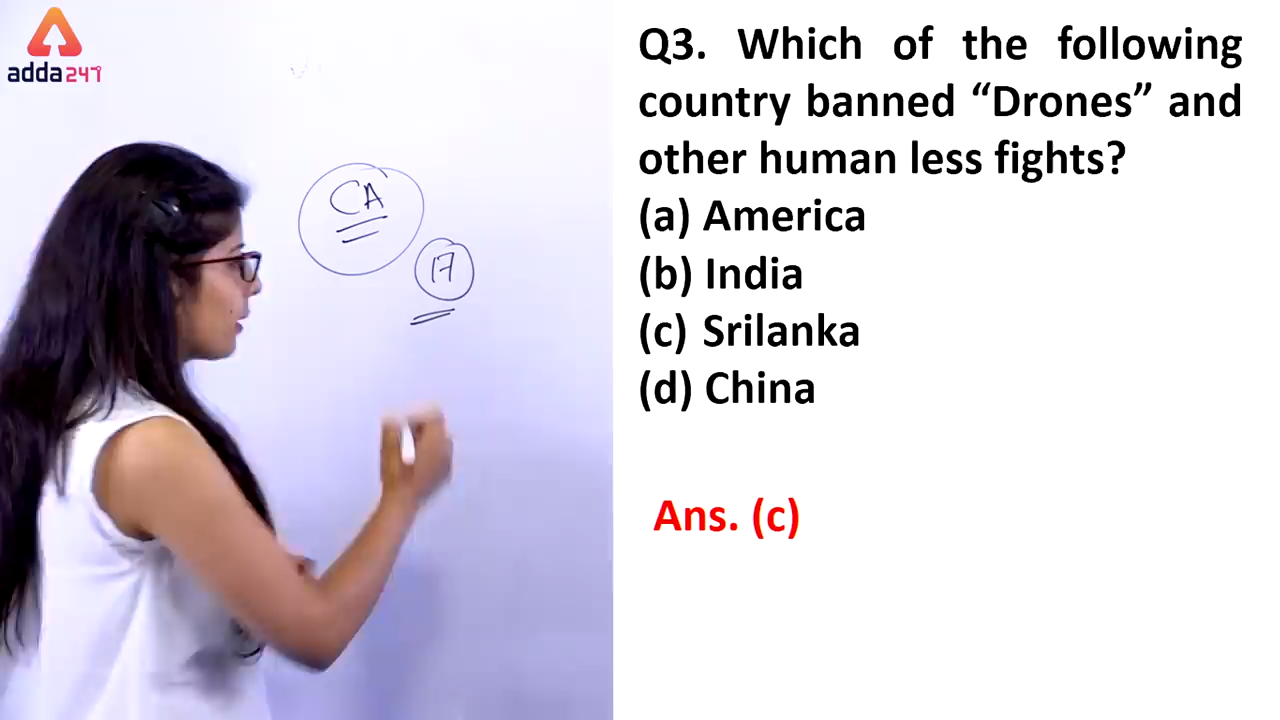 adda247
CA
17
Q3. Which of the following
country banned “Drones” and
other human less fights?
(a) America
(b) India
(c) Srilanka
(d) China
Ans. (c)